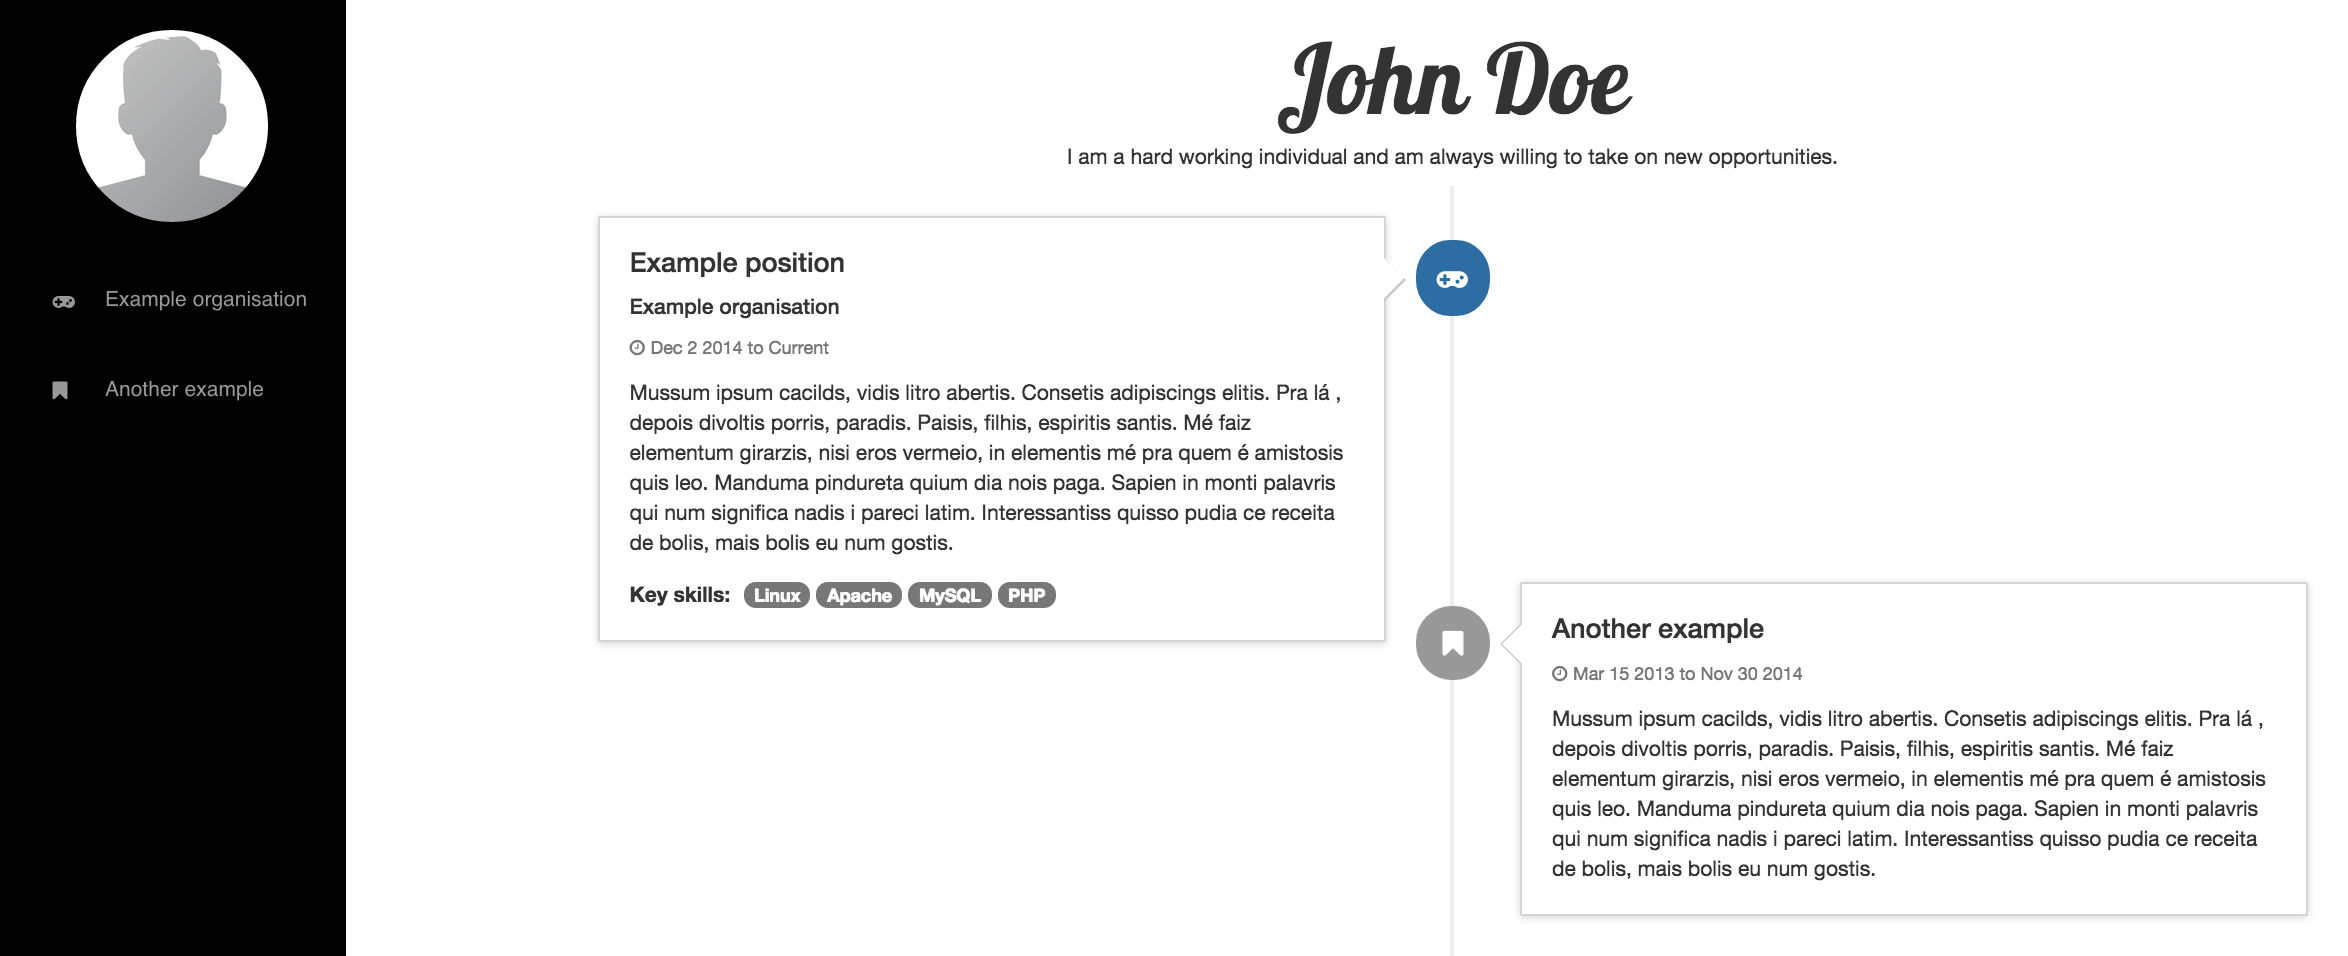 Example organisation
Another example
John Doe
I am a hard working individual and am always willing to take on new opportunities.
Example position
Example organisation
Dec 2 2014 to Current
Mussum ipsum cacilds, vidis litro abertis. Consetis adipiscings elitis. Pra lá ,
depois divoltis porris, paradis. Paisis, filhis, espiritis santis. Mé faiz
elementum girarzis, nisi eros vermeio, in elementis mé pra quem é amistosis
quis leo. Manduma pindureta quium dia nois paga. Sapien in monti palavris
qui num significa nadis i pareci latim. Interessantiss quisso pudia ce receita
de bolis, mais bolis eu num gostis.
Key skills: Linux Apache MySQL PHP
Another example
Mar 15 2013 to Nov 30 2014
Mussum ipsum cacilds, vidis litro abertis. Consetis adipiscings elitis. Pra lá ,
depois divoltis porris, paradis. Paisis, filhis, espiritis santis. Mé faiz
elementum girarzis, nisi eros vermeio, in elementis mé pra quem é amistosis
quis leo. Manduma pindureta quium dia nois paga. Sapien in monti palavris
qui num significa nadis i pareci latim. Interessantiss quisso pudia ce receita
de bolis, mais bolis eu num gostis.